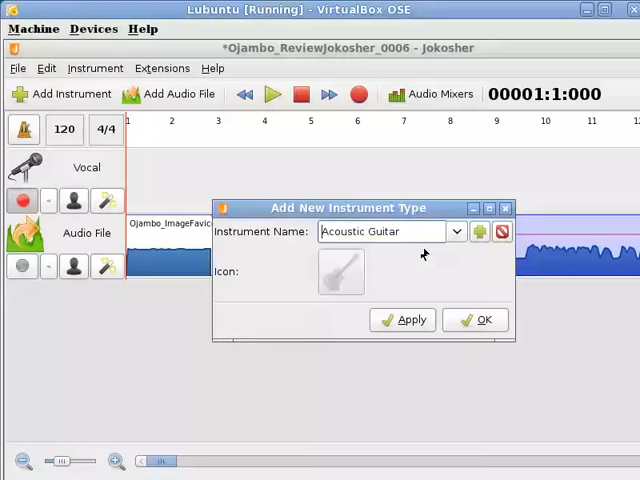 Lubuntu [Running] - VirtualBox OSE
Machine Devices Help
*Ojambo_ReviewJokosher_0006 - Jokosher
File Edit Instrument Extensions Help
Add Instrument Add Audio File Audio Mixers 00001:1:000
120 4/4 1 2 3 4 5 6 7 8 9 10 11 12
Vocal
Add New Instrument Type
Ojambo_ImageFavic
Instrument Name: Acoustic Guitar
Audio File
Icon:
Apply OK